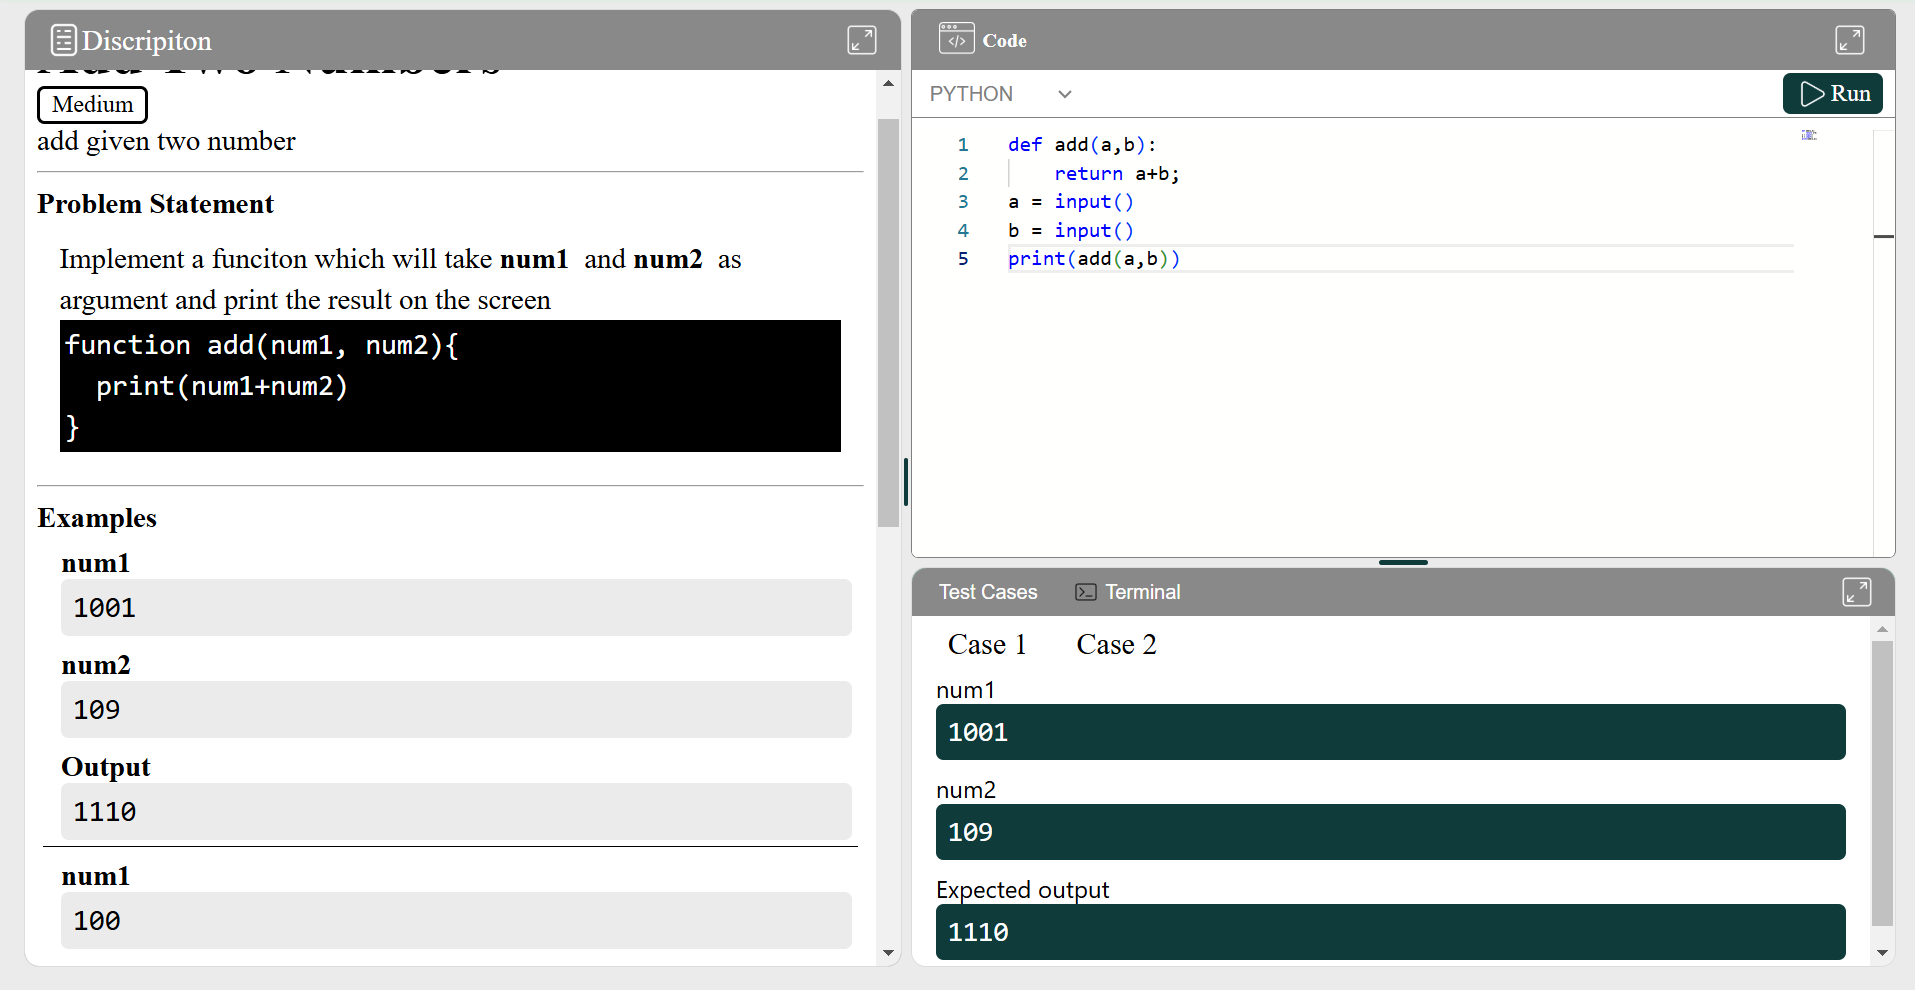 Discripiton
Add Two Numbers
Medium
add given two number
Problem Statement
Implement a funciton which will take num1 and num2 as
argument and print the result on the screen
function add(num1, num2){
print(num1+num2)
}
Examples
num1
1001
num2
109
Output
1110
num1
100
</> Code
PYTHON
Run
1 def add(a,b):
2 return a+b;
3 a = input()
4 b = input()
5 print(add(a,b))
Test Cases
Terminal
Case 1 Case 2
num1
1001
num2
109
Expected output
1110